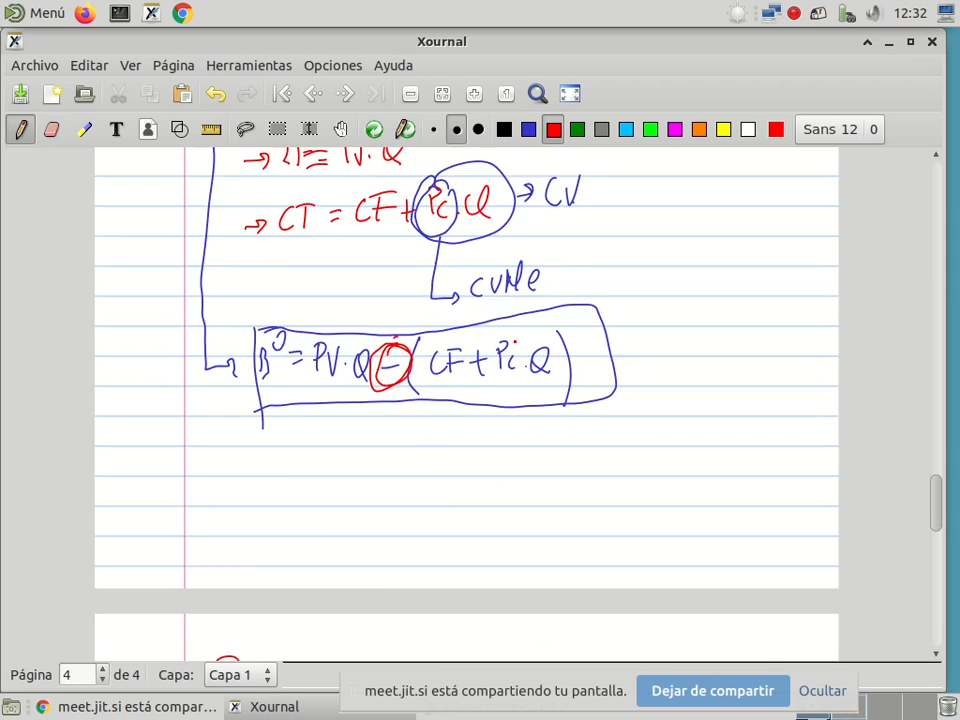 Menú 12:32
Xournal
Archivo Editar Ver Página Herramientas Opciones Ayuda
Sans 12 0
→ IT = PV.Q
→ CT = CF + Pc.Q → CV
CVMe
Bº = PV.Q - (CF + Pc.Q)
Página 4 de 4 Capa: Capa 1
meet.jit.si está compartiendo tu pantalla. Dejar de compartir Ocultar
meet.jit.si está compar... Xournal